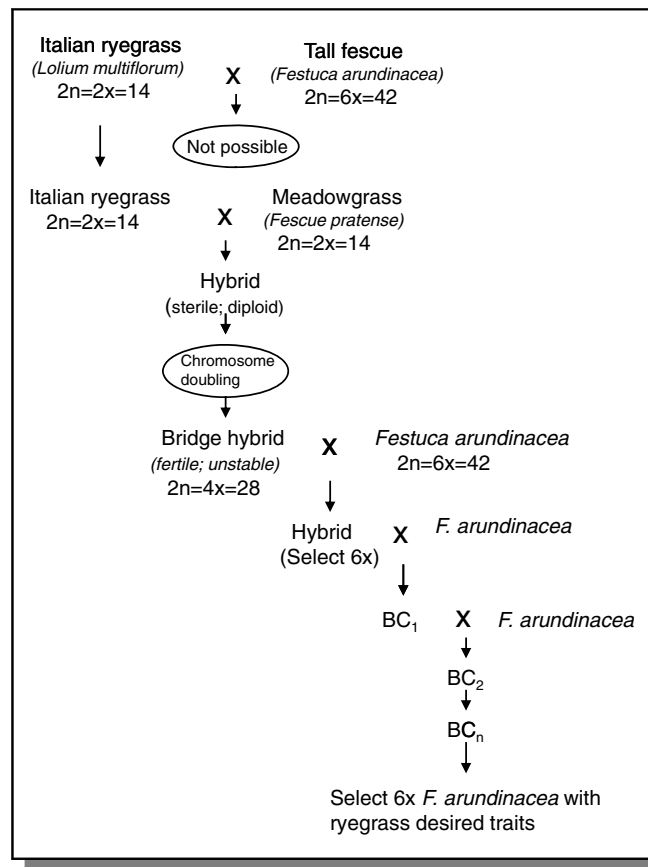 Italian ryegrass
(Lolium multiflorum)
2n=2x=14
X
Tall fescue
(Festuca arundinacea)
2n=6x=42
Not possible
Italian ryegrass
2n=2x=14
X
Meadowgrass
(Fescue pratense)
2n=2x=14
Hybrid
(sterile; diploid)
Chromosome
doubling
Bridge hybrid
(fertile; unstable)
2n=4x=28
X
Festuca arundinacea
2n=6x=42
Hybrid
(Select 6x)
X
F. arundinacea
BC₁
X
F. arundinacea
BC₂
BCₙ
Select 6x F. arundinacea with
ryegrass desired traits